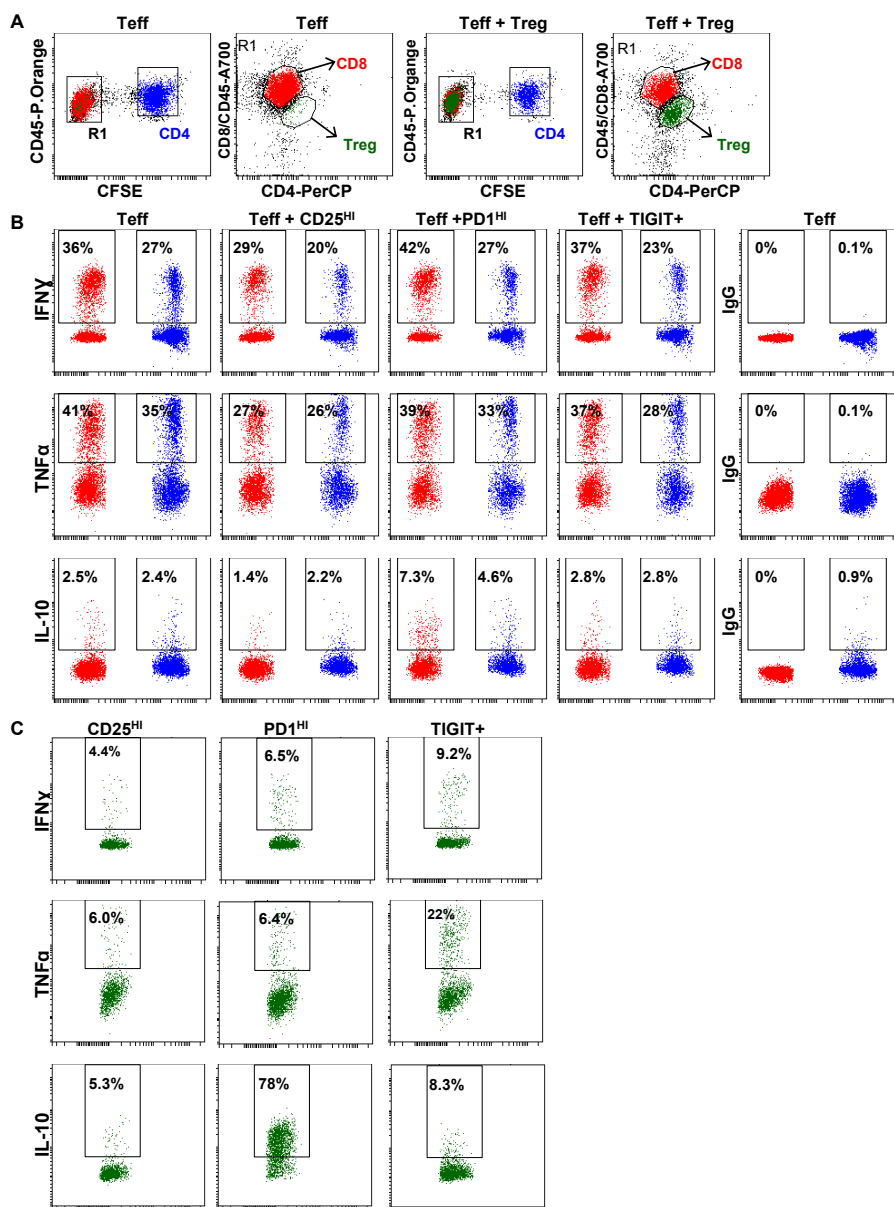 A
Teff
Teff
Teff + Treg
Teff + Treg
CD45-P.Orange
R1
CD4
CFSE
CD8/CD45-A700
R1
CD8
Treg
CD4-PerCP
CD45-P.Organge
R1
CD4
CFSE
CD45/CD8-A700
R1
CD8
Treg
CD4-PerCP
B
Teff
Teff + CD25HI
Teff +PD1HI
Teff + TIGIT+
Teff
IFNγ
36% 27%
29% 20%
42% 27%
37% 23%
IgG
0% 0.1%
TNFα
41% 35%
27% 26%
39% 33%
37% 28%
IgG
0% 0.1%
IL-10
2.5% 2.4%
1.4% 2.2%
7.3% 4.6%
2.8% 2.8%
IgG
0% 0.9%
C
CD25HI
PD1HI
TIGIT+
IFNγ
4.4%
6.5%
9.2%
TNFα
6.0%
6.4%
22%
IL-10
5.3%
78%
8.3%